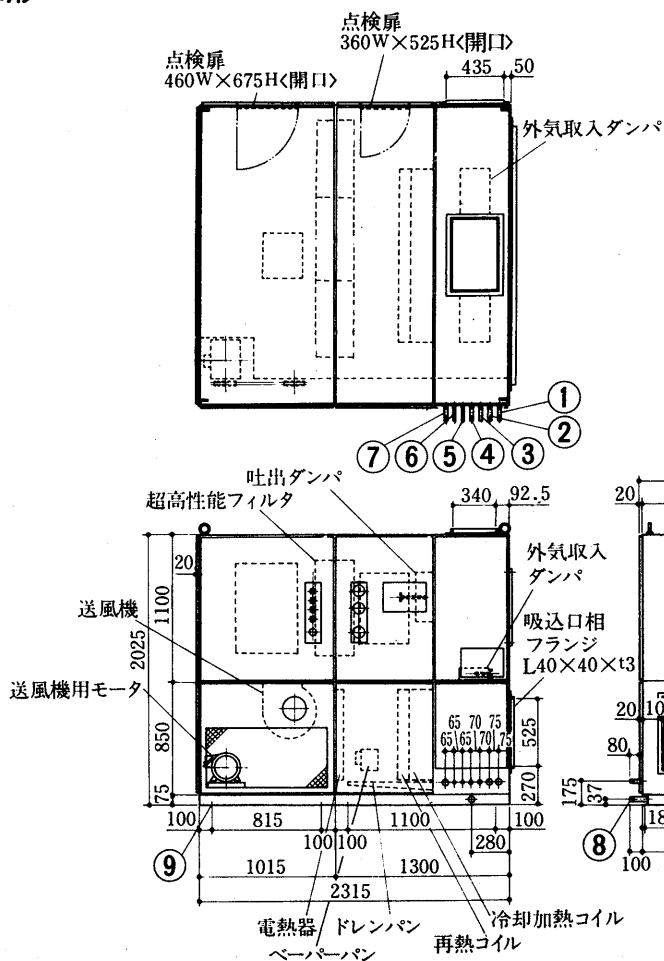 点検扉
360W×525H<開口>
点検扉
460W×675H<開口>
435 50
外気取入ダンパ
① ② ③ ④ ⑤ ⑥ ⑦
吐出ダンパ
超高性能フィルタ
340 92.5
20
外気取入
ダンパ
20
1100
送風機
吸込口相
フランジ
L40×40×t3
2025
送風機用モータ
65 70 75
65 65 70 75
525
20 10
850
80
270
175
37
75
100 815 1100 100
18
100 100
⑨
280
⑧
100
1015 1300
2315
電熱器 ドレンパン
冷却加熱コイル
再熱コイル
ベーパーパン